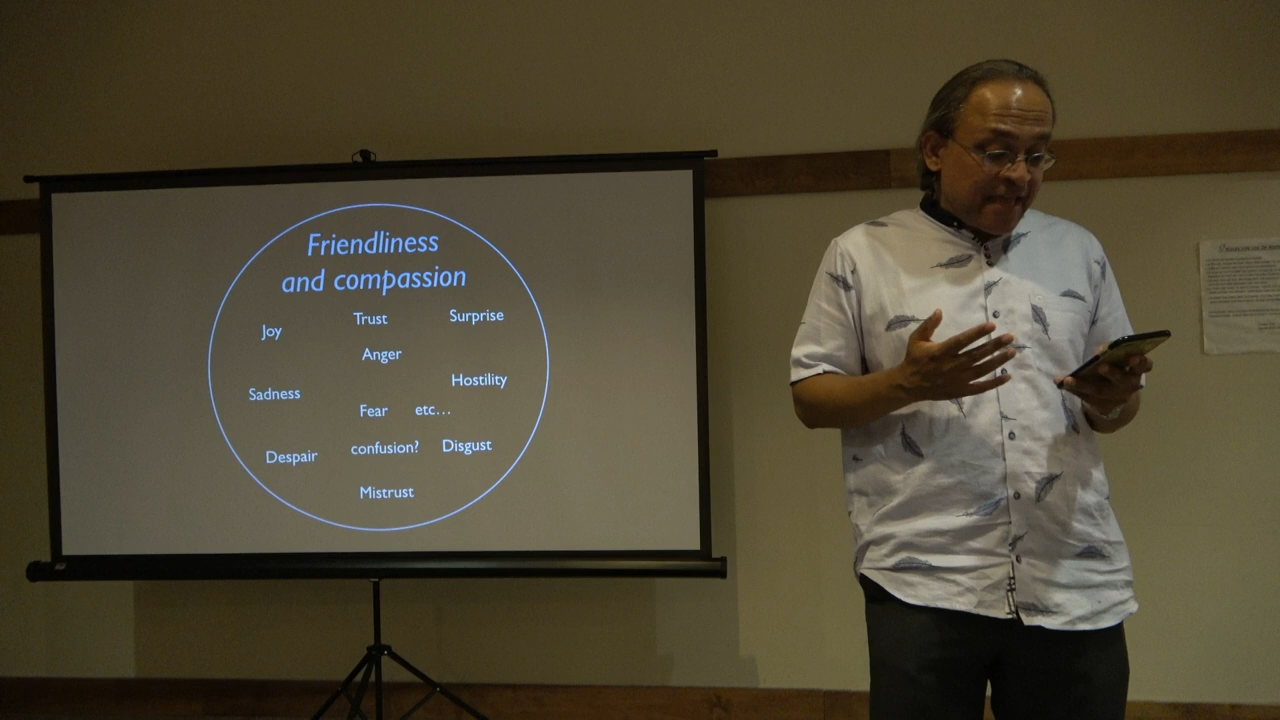 Friendliness
and compassion
Joy
Trust
Surprise
Anger
Sadness
Hostility
Fear
etc...
Despair
confusion?
Disgust
Mistrust